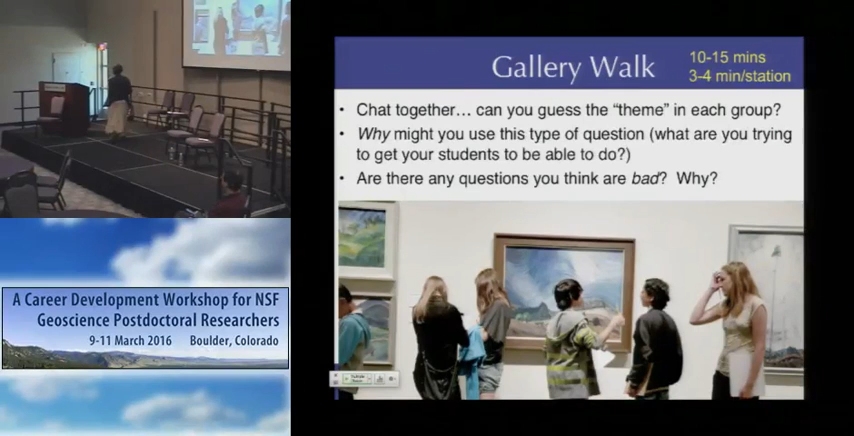 Gallery Walk
10-15 mins
3-4 min/station
• Chat together… can you guess the “theme” in each group?
• Why might you use this type of question (what are you trying
to get your students to be able to do?)
• Are there any questions you think are bad? Why?
A Career Development Workshop for NSF
Geoscience Postdoctoral Researchers
9-11 March 2016 Boulder, Colorado